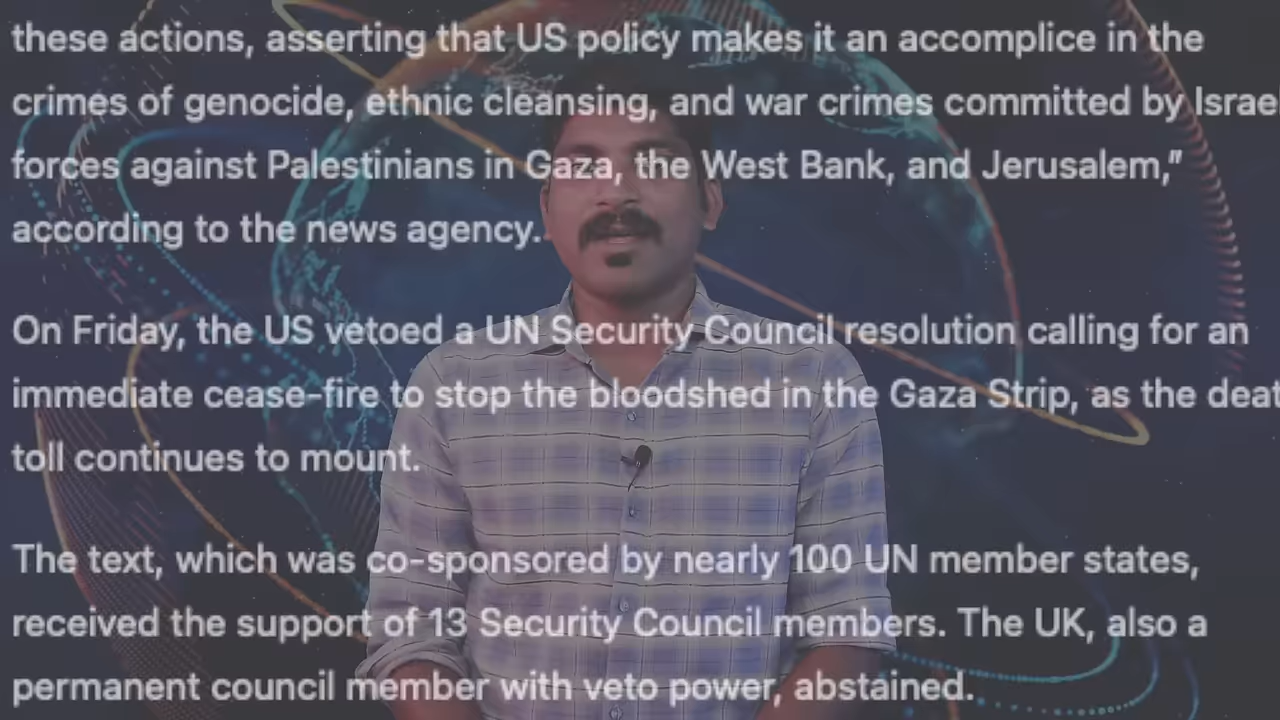 these actions, asserting that US policy makes it an accomplice in the
crimes of genocide, ethnic cleansing, and war crimes committed by Israe
forces against Palestinians in Gaza, the West Bank, and Jerusalem,”
according to the news agency..
On Friday, the US vetoed a UN Security Council resolution calling for an
immediate cease-fire to stop the bloodshed in the Gaza Strip, as the deat
toll continues to mount.
The text, which was co-sponsored by nearly 100 UN member states,
received the support of 13 Security Council members. The UK, also a
permanent council member with veto power, abstained.